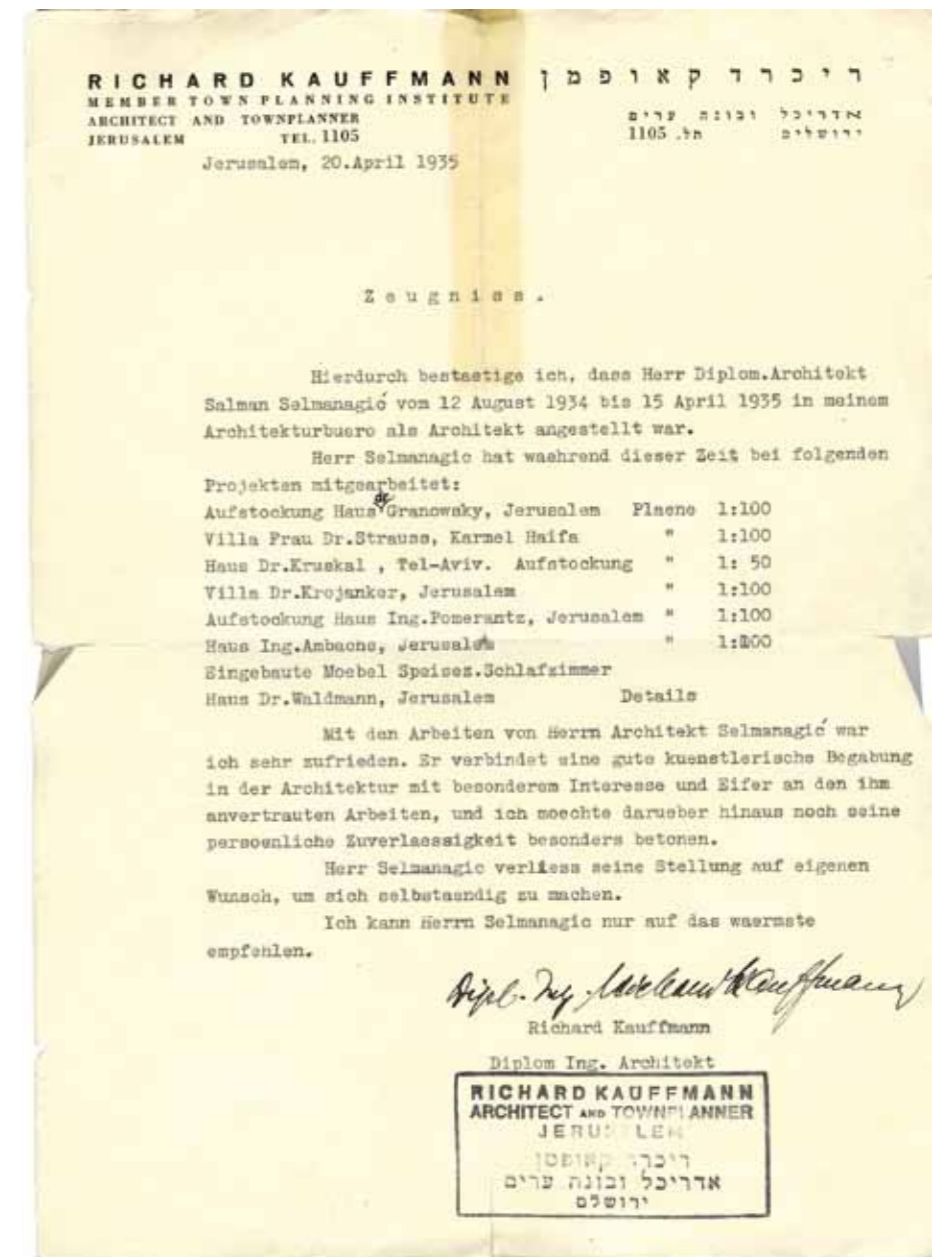 RICHARD KAUFFMANN ריכרד קאופמן
MEMBER TOWN PLANNING INSTITUTE
ARCHITECT AND TOWNPLANNER אדריכל ובונה ערים
JERUSALEM TEL. 1105 ירושלים תל. 1105
Jerusalem, 20.April 1935
Zeugniss.
Hierdurch bestaetige ich, dass Herr Diplom.Architekt
Salman Selmanagić vom 12 August 1934 bis 15 April 1935 in meinem
Architekturbuero als Architekt angestellt war.
Herr Selmanagic hat waehrend dieser Zeit bei folgenden
Projekten mitgearbeitet:
Aufstockung Haus Granowsky, Jerusalem Plaene 1:100
Villa Frau Dr.Strauss, Karmel Haifa " 1:100
Haus Dr.Kruskal , Tel-Aviv. Aufstockung " 1: 50
Villa Dr.Krojanker, Jerusalem " 1:100
Aufstockung Haus Ing.Pomerantz, Jerusalem " 1:100
Haus Ing.Ambache, Jerusalem " 1:100
Eingebaute Moebel Speisez.Schlafzimmer
Haus Dr.Waldmann, Jerusalem Details
Mit den Arbeiten von Herrn Architekt Selmanagić war
ich sehr zufrieden. Er verbindet eine gute kuenstlerische Begabung
in der Architektur mit besonderem Interesse und Eifer an den ihm
anvertrauten Arbeiten, und ich moechte darueber hinaus noch seine
persoenliche Zuverlaessigkeit besonders betonen.
Herr Selmanagic verliess seine Stellung auf eigenen
Wunsch, um sich selbstaendig zu machen.
Ich kann Herrn Selmanagic nur auf das waermste
empfehlen.
Dipl.-Ing. Richard Kauffmann
Richard Kauffmann
Diplom Ing. Architekt
RICHARD KAUFFMANN
ARCHITECT AND TOWNPLANNER
JERUSALEM
ריכרד קאופמן
אדריכל ובונה ערים
ירושלם